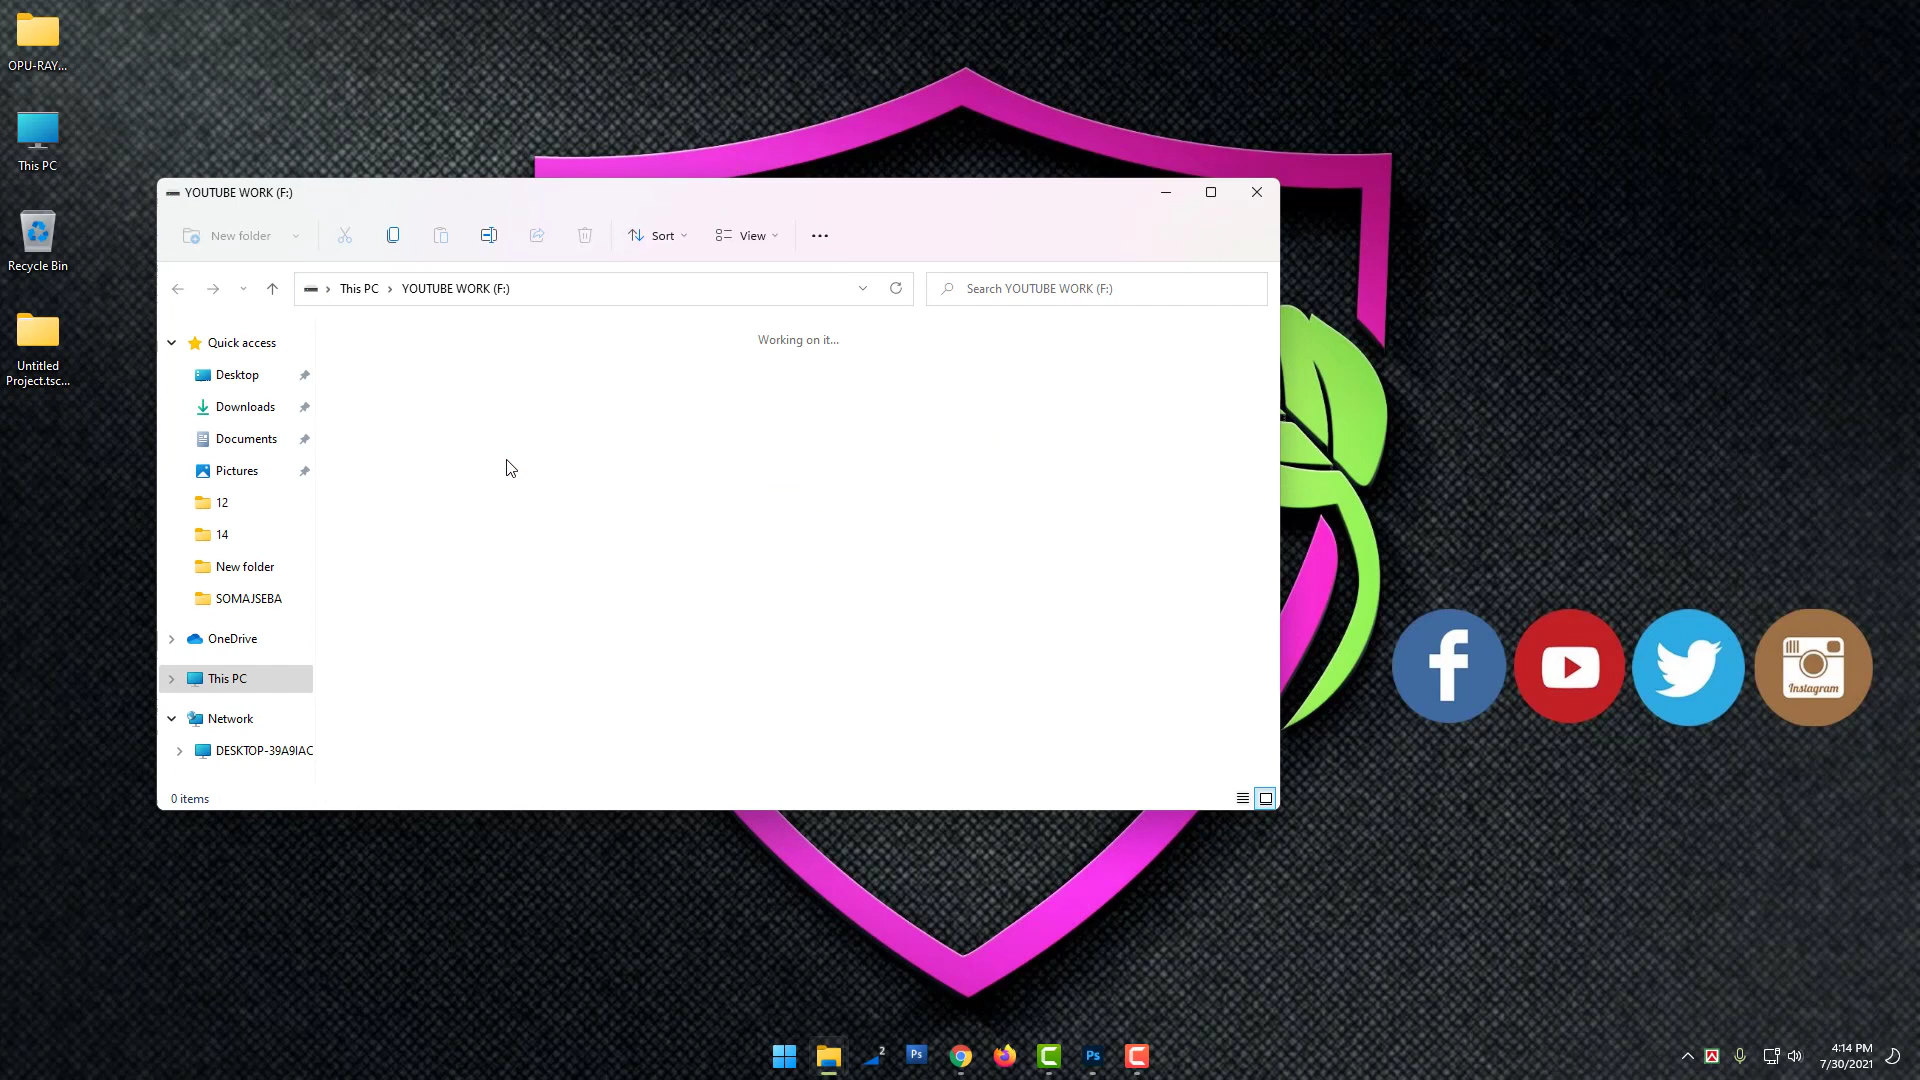 OPU-RAY...
This PC
Recycle Bin
Untitled
Project.tsc...
YOUTUBE WORK (F:)
New folder
Sort
View
This PC
YOUTUBE WORK (F:)
Search YOUTUBE WORK (F:)
Working on it...
Quick access
Desktop
Downloads
Documents
Pictures
12
14
New folder
SOMAJSEBA
OneDrive
This PC
Network
DESKTOP-39A9IAC
0 items
Instagram
2
Ps
Ps
4:14 PM
7/30/2021